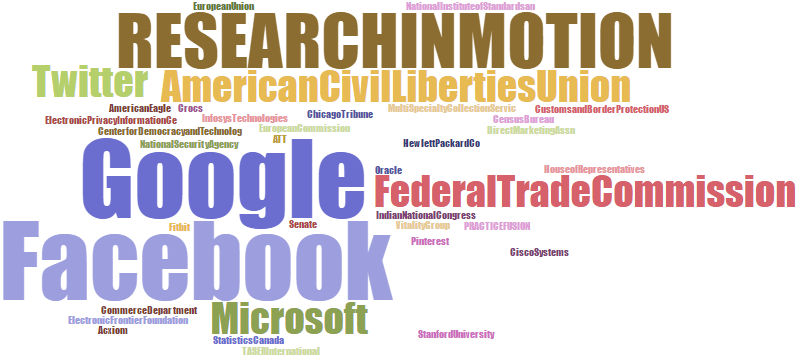 EuropeanUnion
NationalInstituteofStandardsan
RESEARCHINMOTION
Twitter
AmericanCivilLibertiesUnion
AmericanEagle
Grocs
ChicagoTribune
MultiSpecialtyCollectionServic
CustomsandBorderProtectionUS
ElectronicPrivacyInformationCe
InfosysTechnologies
CensusBureau
CenterforDemocracyandTechnolog
EuropeanCommission
DirectMarketingAssn
NationalSecurityAgency
ATT
HewlettPackardCo
Google
Oracle
HouseofRepresentatives
FederalTradeCommission
IndianNationalCongress
Fitbit
Senate
VitalityGroup
PRACTICEFUSION
Facebook
Pinterest
CiscoSystems
CommerceDepartment
Microsoft
ElectronicFrontierFoundation
Acxiom
StanfordUniversity
StatisticsCanada
TASERInternational